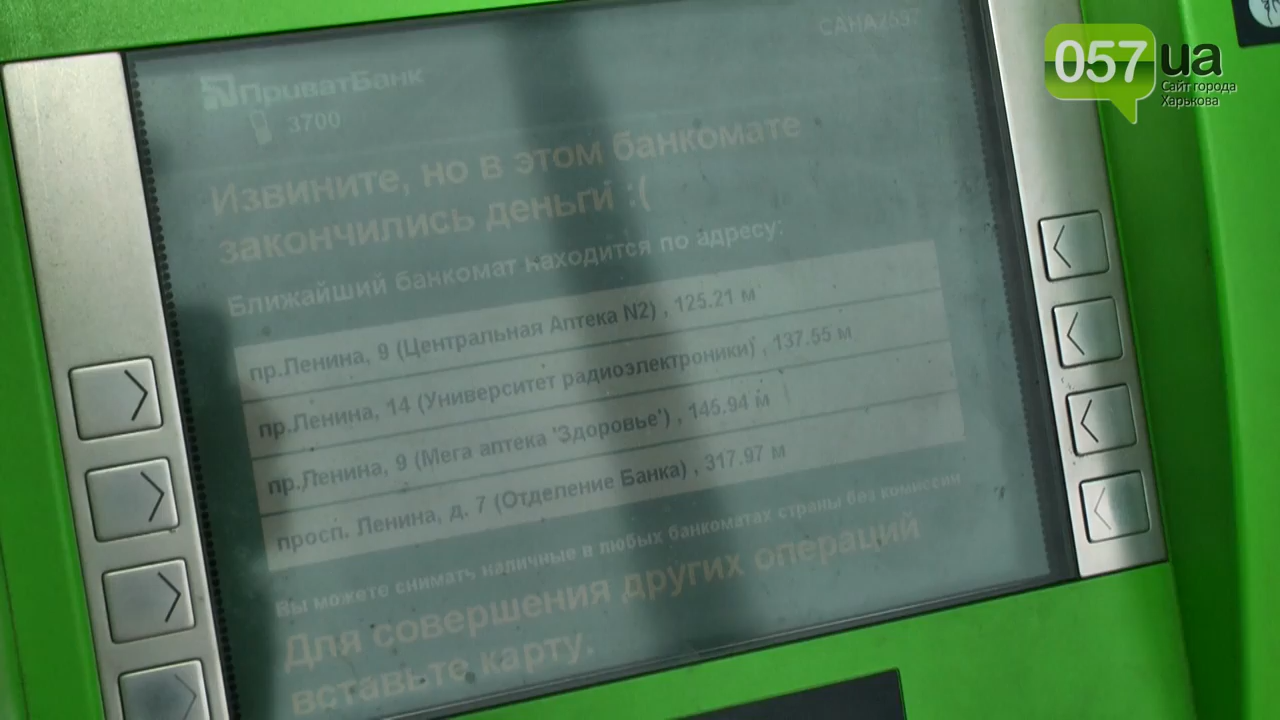 САНА2557
ПриватБанк
3700
Извините, но в этом банкомате
закончились деньги :(
Ближайший банкомат находится по адресу:
пр.Ленина, 9 (Центральная Аптека N2) , 125.21 м
пр.Ленина, 14 (Университет радиоэлектроники) , 137.55 м
пр.Ленина, 9 (Мега аптека 'Здоровье') , 145.94 м
просп. Ленина, д. 7 (Отделение Банка) , 317.97 м
Вы можете снимать наличные в любых банкоматах страны без комиссии
Для совершения других операций
вставьте карту.
057 ua
Сайт города
Харькова